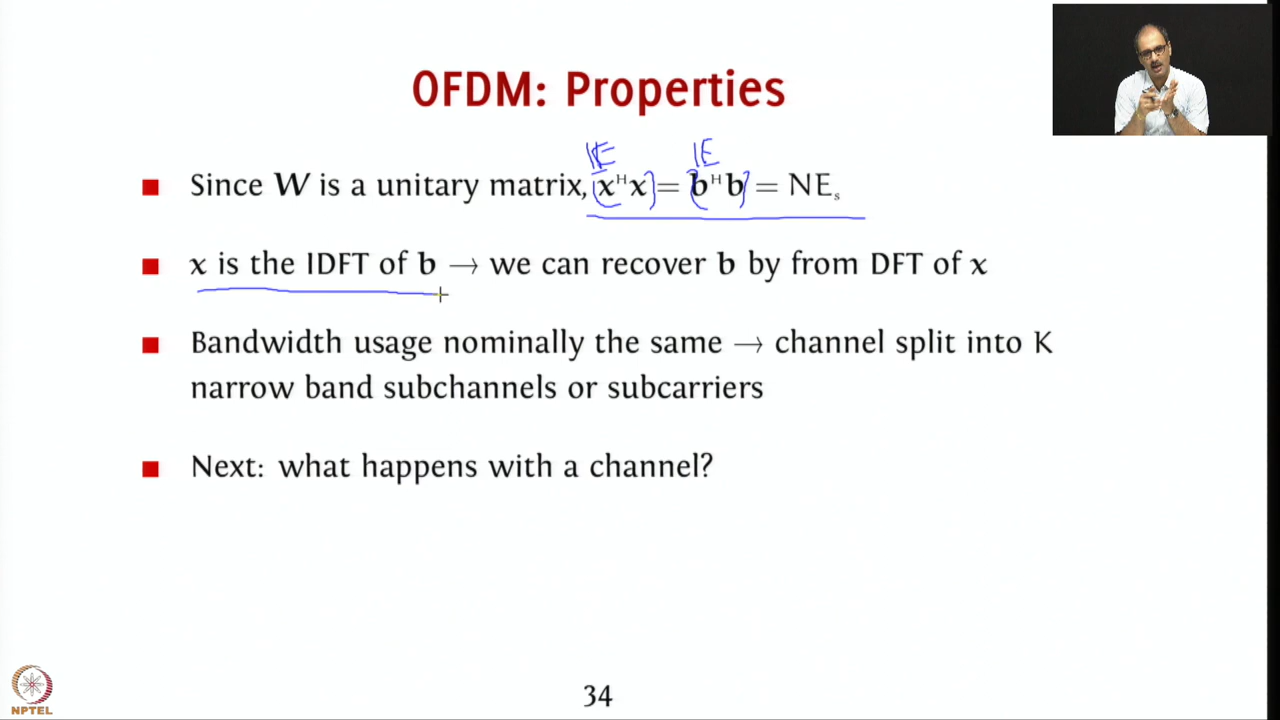 OFDM: Properties
𝔼 𝔼
Since W is a unitary matrix, [xᴴx] = [bᴴb] = NEₛ
x is the IDFT of b → we can recover b by from DFT of x
Bandwidth usage nominally the same → channel split into K
narrow band subchannels or subcarriers
Next: what happens with a channel?
NPTEL
34